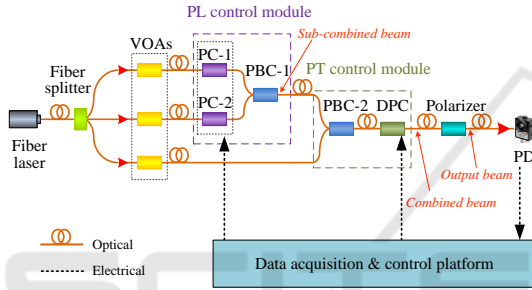 PL control module
VOAs
PC-1
Sub-combined beam
Fiber
splitter
PBC-1
PT control module
PC-2
PBC-2
DPC
Polarizer
Fiber
laser
PD
Output beam
Combined beam
Optical
Electrical
Data acquisition & control platform